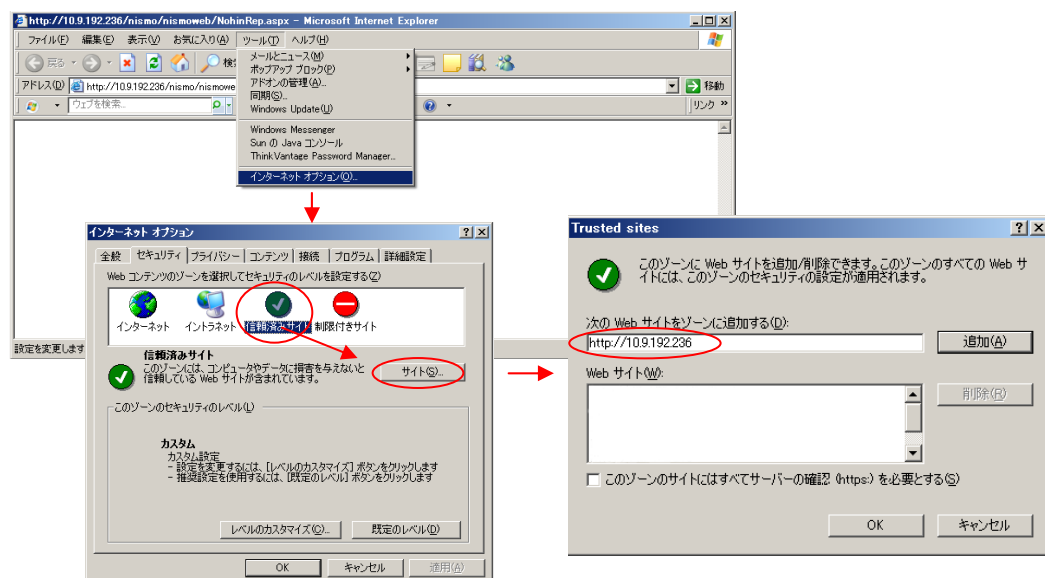 http://10.9.192.236/nismo/nismoweb/NohinRep.aspx - Microsoft Internet Explorer
ファイル(F) 編集(E) 表示(V) お気に入り(A) ツール(T) ヘルプ(H)
戻る
メールとニュース(M)
ポップアップ ブロック(P)
アドオンの管理(A)...
同期(S)...
Windows Update(U)
Windows Messenger
Sun の Java コンソール
ThinkVantage Password Manager...
インターネット オプション(O)...
アドレス(D) http://10.9.192.236/nismo/nismowe 移動
ウェブを検索... リンク »
設定を変更します
インターネット オプション
全般 セキュリティ プライバシー コンテンツ 接続 プログラム 詳細設定
Web コンテンツのゾーンを選択してセキュリティのレベルを設定する(Z)
インターネット イントラネット 信頼済みサイト 制限付きサイト
信頼済みサイト
このゾーンには、コンピュータやデータに損害を与えないと
信頼している Web サイトが含まれています。
サイト(S)...
このゾーンのセキュリティのレベル(L)
カスタム
カスタム設定
- 設定を変更するには、[レベルのカスタマイズ] ボタンをクリックします
- 推奨設定を使用するには、[既定のレベル] ボタンをクリックします
レベルのカスタマイズ(C)... 既定のレベル(D)
OK キャンセル 適用(A)
Trusted sites
このゾーンに Web サイトを追加/削除できます。このゾーンのすべての Web サ
イトには、このゾーンのセキュリティの設定が適用されます。
次の Web サイトをゾーンに追加する(D):
http://10.9.192.236 追加(A)
Web サイト(W):
削除(R)
このゾーンのサイトにはすべてサーバーの確認 (https:) を必要とする(S)
OK キャンセル